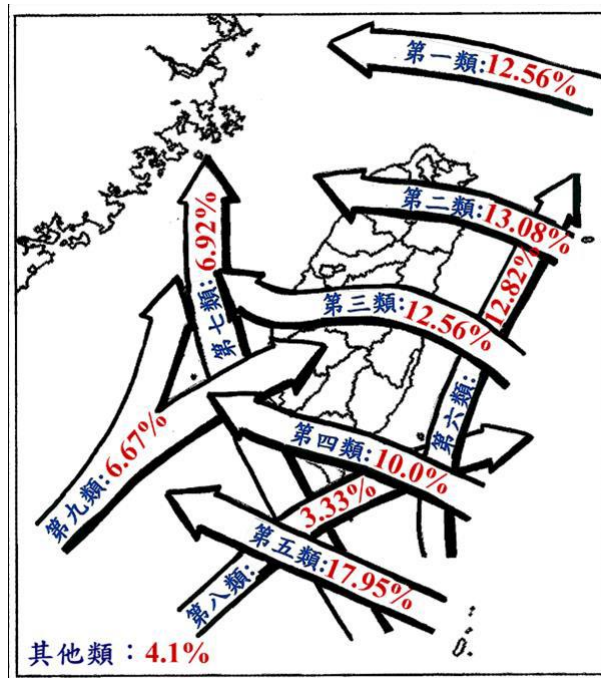 第一類:12.56%
第二類:13.08%
第三類:12.56%
第四類:10.0%
第五類:17.95%
第六類:12.82%
第七類:6.92%
第八類:3.33%
第九類:6.67%
其他類：4.1%